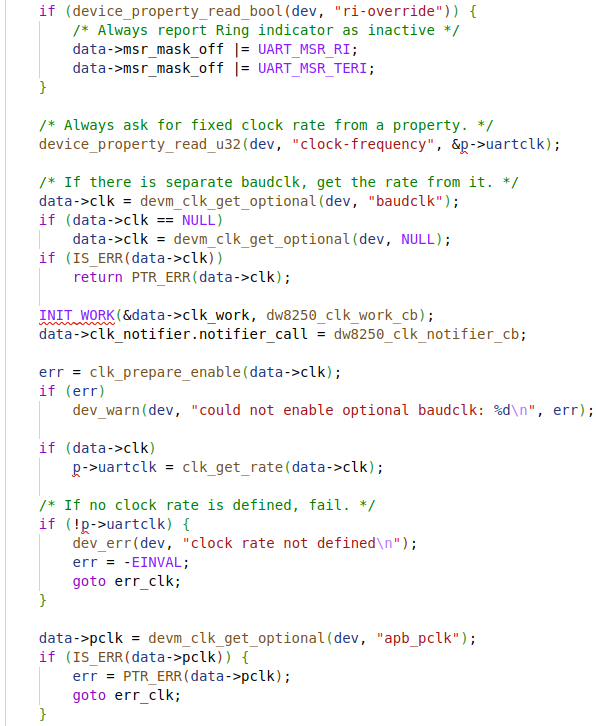 if (device_property_read_bool(dev, "ri-override")) {
/* Always report Ring indicator as inactive */
data->msr_mask_off |= UART_MSR_RI;
data->msr_mask_off |= UART_MSR_TERI;
}
/* Always ask for fixed clock rate from a property. */
device_property_read_u32(dev, "clock-frequency", &p->uartclk);
/* If there is separate baudclk, get the rate from it. */
data->clk = devm_clk_get_optional(dev, "baudclk");
if (data->clk == NULL)
data->clk = devm_clk_get_optional(dev, NULL);
if (IS_ERR(data->clk))
return PTR_ERR(data->clk);
INIT_WORK(&data->clk_work, dw8250_clk_work_cb);
data->clk_notifier.notifier_call = dw8250_clk_notifier_cb;
err = clk_prepare_enable(data->clk);
if (err)
dev_warn(dev, "could not enable optional baudclk: %d\n", err);
if (data->clk)
p->uartclk = clk_get_rate(data->clk);
/* If no clock rate is defined, fail. */
if (!p->uartclk) {
dev_err(dev, "clock rate not defined\n");
err = -EINVAL;
goto err_clk;
}
data->pclk = devm_clk_get_optional(dev, "apb_pclk");
if (IS_ERR(data->pclk)) {
err = PTR_ERR(data->pclk);
goto err_clk;
}